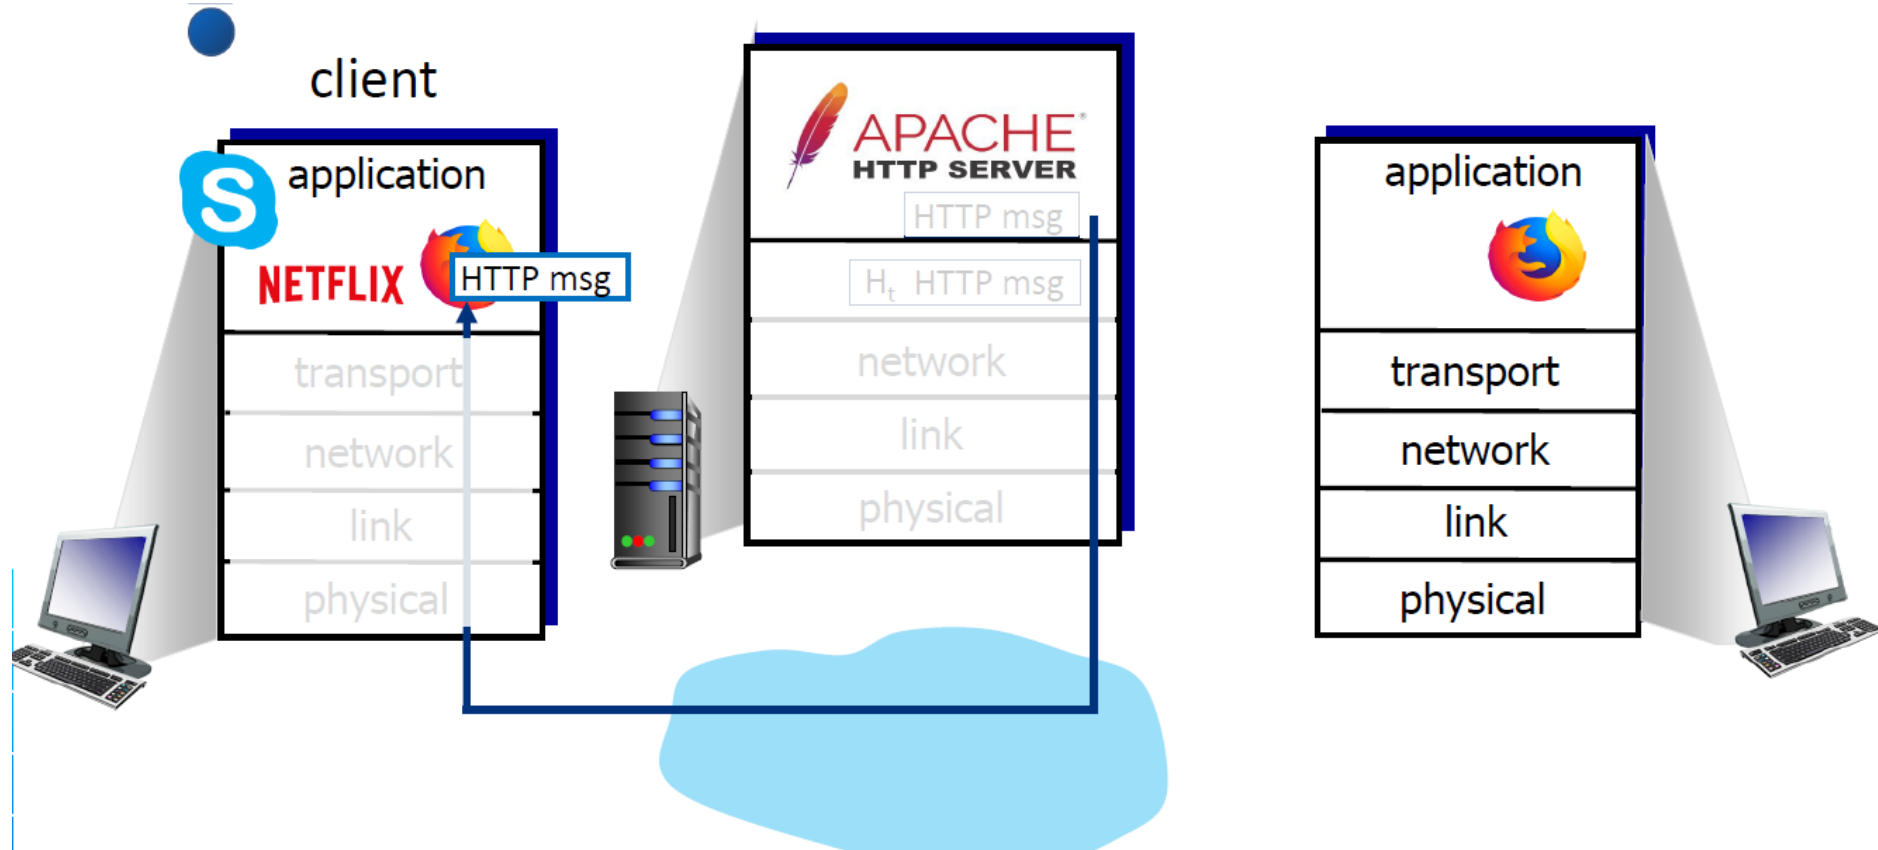 client
application
S
NETFLIX
HTTP msg
transport
network
link
physical
APACHE®
HTTP SERVER
HTTP msg
Ht HTTP msg
network
link
physical
application
transport
network
link
physical